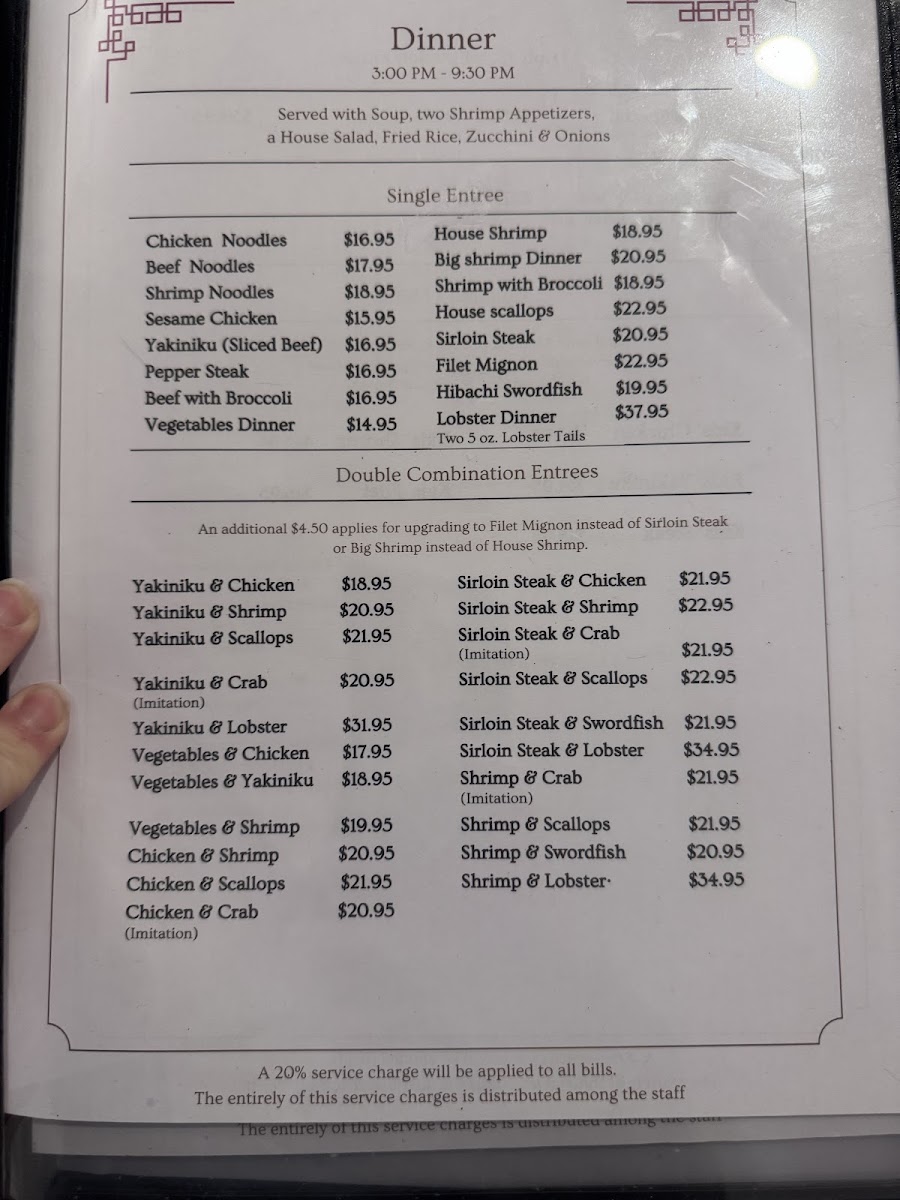 Dinner
3:00 PM - 9:30 PM
Served with Soup, two Shrimp Appetizers,
a House Salad, Fried Rice, Zucchini & Onions
Single Entree
Chicken Noodles $16.95
Beef Noodles $17.95
Shrimp Noodles $18.95
Sesame Chicken $15.95
Yakiniku (Sliced Beef) $16.95
Pepper Steak $16.95
Beef with Broccoli $16.95
Vegetables Dinner $14.95
House Shrimp $18.95
Big shrimp Dinner $20.95
Shrimp with Broccoli $18.95
House scallops $22.95
Sirloin Steak $20.95
Filet Mignon $22.95
Hibachi Swordfish $19.95
Lobster Dinner $37.95
Two 5 oz. Lobster Tails
Double Combination Entrees
An additional $4.50 applies for upgrading to Filet Mignon instead of Sirloin Steak
or Big Shrimp instead of House Shrimp.
Yakiniku & Chicken $18.95
Yakiniku & Shrimp $20.95
Yakiniku & Scallops $21.95
Yakiniku & Crab $20.95
(Imitation)
Yakiniku & Lobster $31.95
Vegetables & Chicken $17.95
Vegetables & Yakiniku $18.95
Vegetables & Shrimp $19.95
Chicken & Shrimp $20.95
Chicken & Scallops $21.95
Chicken & Crab $20.95
(Imitation)
Sirloin Steak & Chicken $21.95
Sirloin Steak & Shrimp $22.95
Sirloin Steak & Crab
(Imitation) $21.95
Sirloin Steak & Scallops $22.95
Sirloin Steak & Swordfish $21.95
Sirloin Steak & Lobster $34.95
Shrimp & Crab $21.95
(Imitation)
Shrimp & Scallops $21.95
Shrimp & Swordfish $20.95
Shrimp & Lobster· $34.95
A 20% service charge will be applied to all bills.
The entirely of this service charges is distributed among the staff
The entirely of this service charges is distributed among the staff